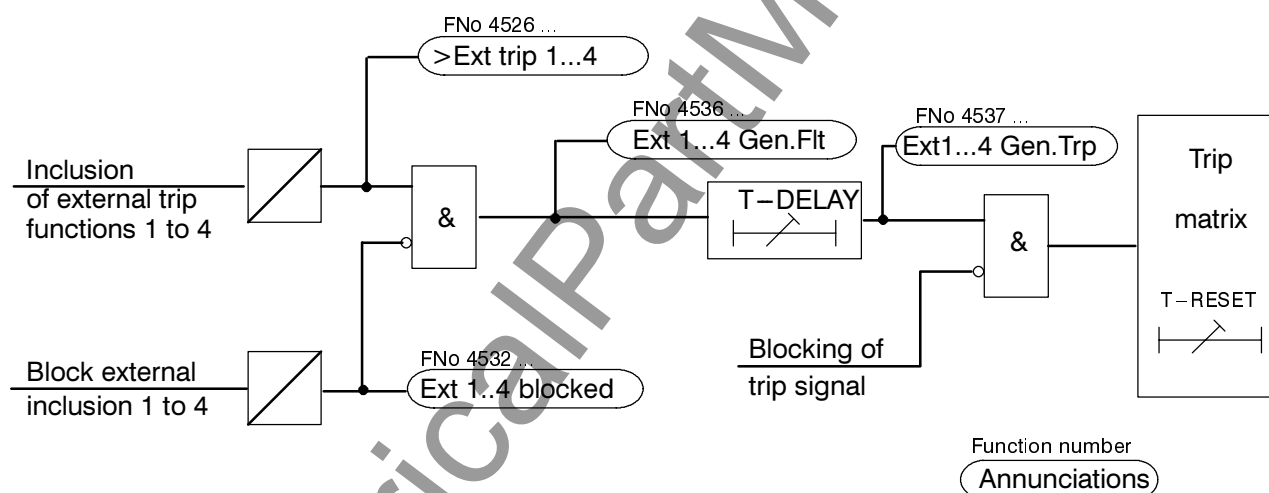 FNo 4526 ...
>Ext trip 1...4
FNo 4536 ...
Ext 1...4 Gen.Flt
FNo 4537 ...
Ext1...4 Gen.Trp
Inclusion
of external trip
functions 1 to 4
&
T–DELAY
&
Trip
matrix
T–RESET
Block external
inclusion 1 to 4
FNo 4532 ...
Ext 1..4 blocked
Blocking of
trip signal
Function number
Annunciations
ricalPartM